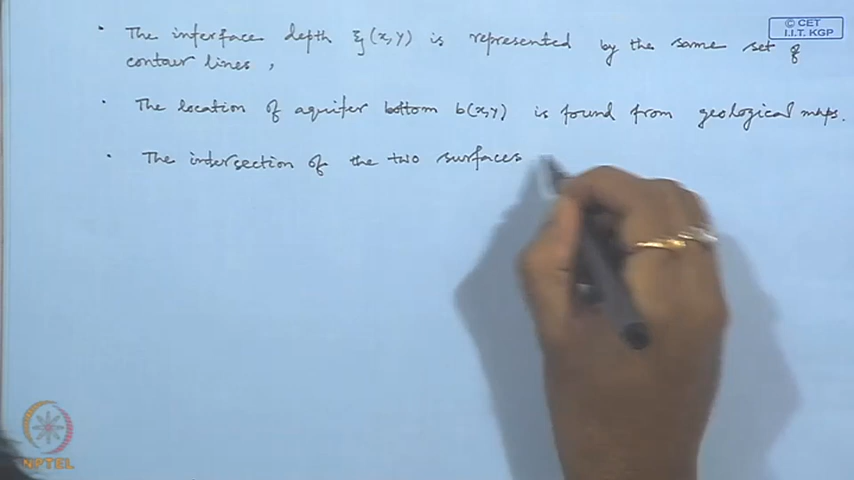 © CET
I.I.T. KGP
• The interface depth ξ(x,y) is represented by the same set of
contour lines,
• The location of aquifer bottom b(x,y) is found from geological maps.
• The intersection of the two surfaces
NPTEL